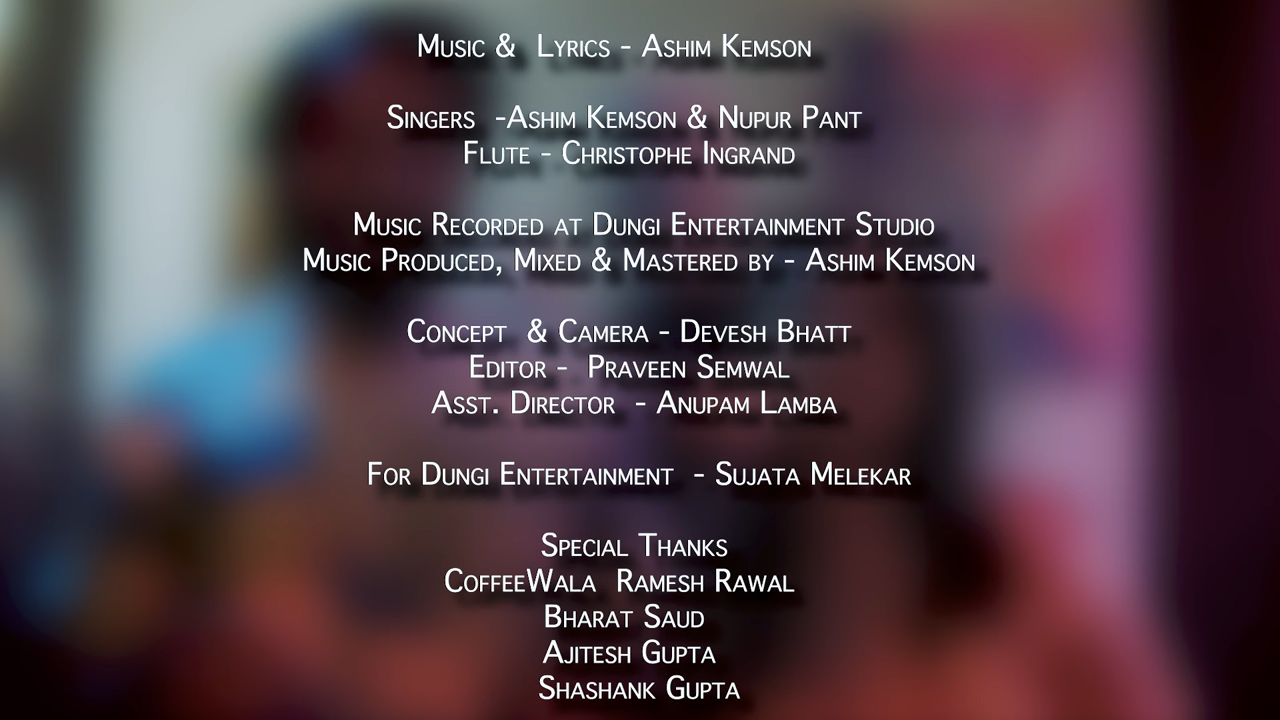 Music & Lyrics - Ashim Kemson
Singers -Ashim Kemson & Nupur Pant
Flute - Christophe Ingrand
Music Recorded at Dungi Entertainment Studio
Music Produced, Mixed & Mastered by - Ashim Kemson
Concept & Camera - Devesh Bhatt
Editor - Praveen Semwal
Asst. Director - Anupam Lamba
For Dungi Entertainment - Sujata Melekar
Special Thanks
CoffeeWala Ramesh Rawal
Bharat Saud
Ajitesh Gupta
Shashank Gupta